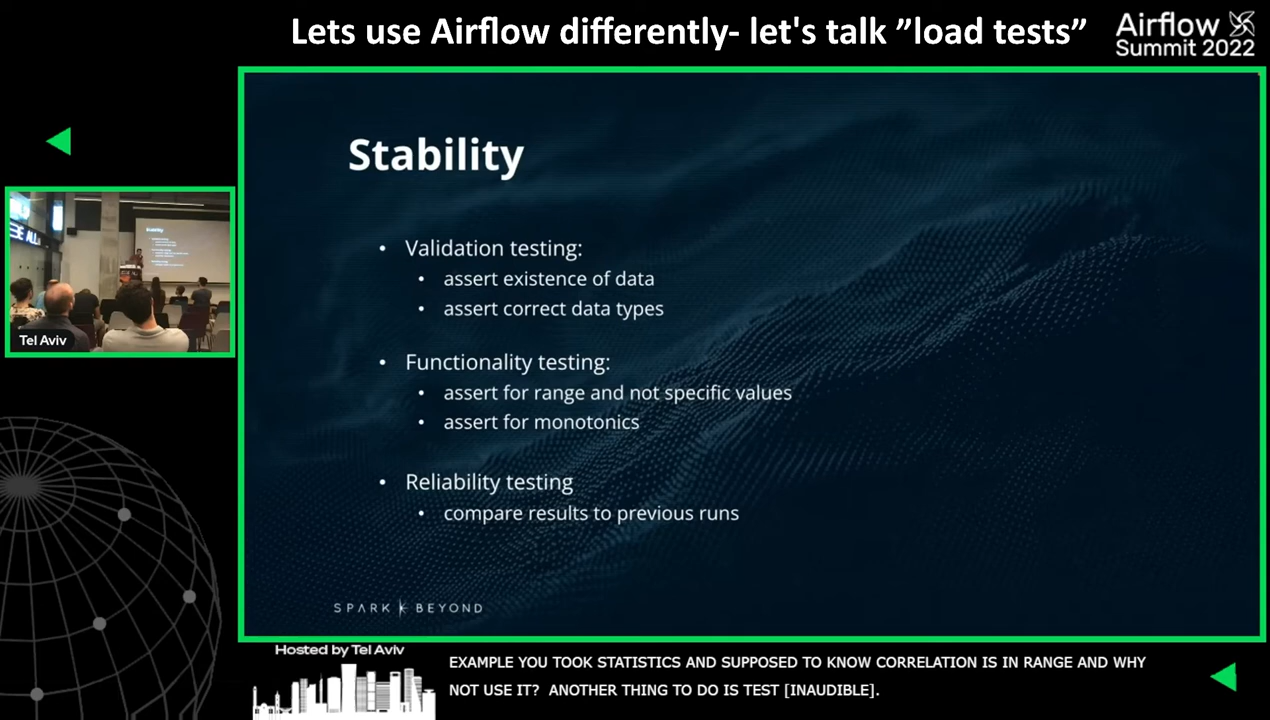 Lets use Airflow differently- let's talk ”load tests”
Airflow
Summit 2022
Stability
• Validation testing:
• assert existence of data
• assert correct data types
• Functionality testing:
• assert for range and not specific values
• assert for monotonics
• Reliability testing
• compare results to previous runs
SPARK BEYOND
Tel Aviv
Hosted by Tel Aviv
EXAMPLE YOU TOOK STATISTICS AND SUPPOSED TO KNOW CORRELATION IS IN RANGE AND WHY
NOT USE IT?  ANOTHER THING TO DO IS TEST [INAUDIBLE].